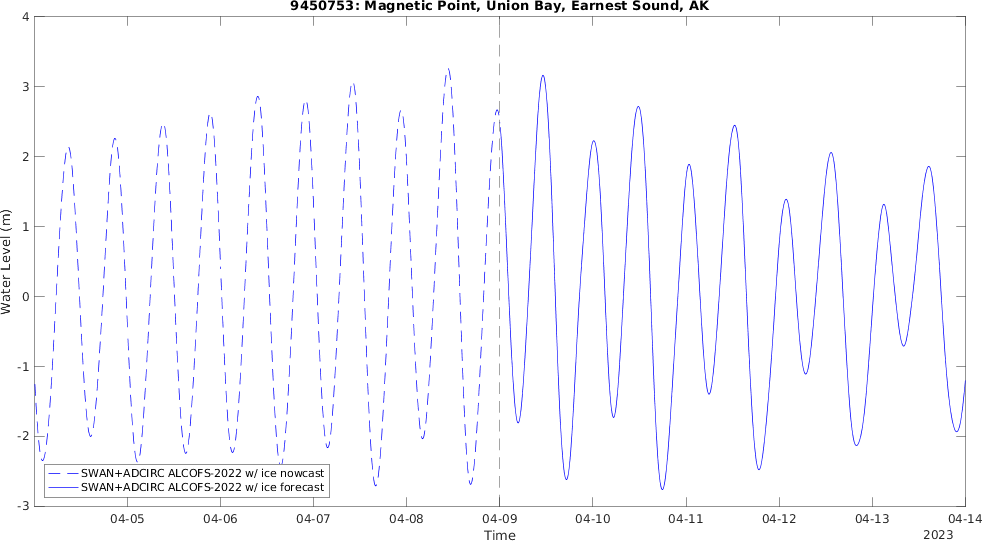 9450753: Magnetic Point, Union Bay, Earnest Sound, AK
4
3
2
1
0
-1
-2
-3
Water Level (m)
SWAN+ADCIRC ALCOFS-2022 w/ ice nowcast
SWAN+ADCIRC ALCOFS-2022 w/ ice forecast
04-05 04-06 04-07 04-08 04-09 04-10 04-11 04-12 04-13 04-14
Time
2023